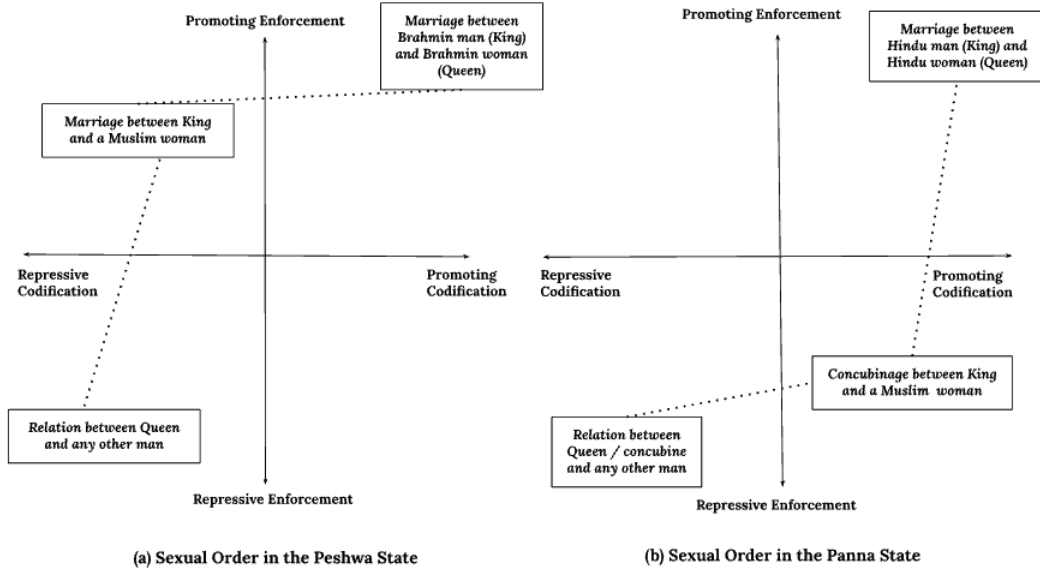 Promoting Enforcement
Marriage between
Brahmin man (King)
and Brahmin woman
(Queen)
Marriage between King
and a Muslim woman
Repressive
Codification
Promoting
Codification
Relation between Queen
and any other man
Repressive Enforcement
(a) Sexual Order in the Peshwa State
Promoting Enforcement
Marriage between
Hindu man (King) and
Hindu woman (Queen)
Repressive
Codification
Promoting
Codification
Concubinage between King
and a Muslim woman
Relation between
Queen / concubine
and any other man
Repressive Enforcement
(b) Sexual Order in the Panna State